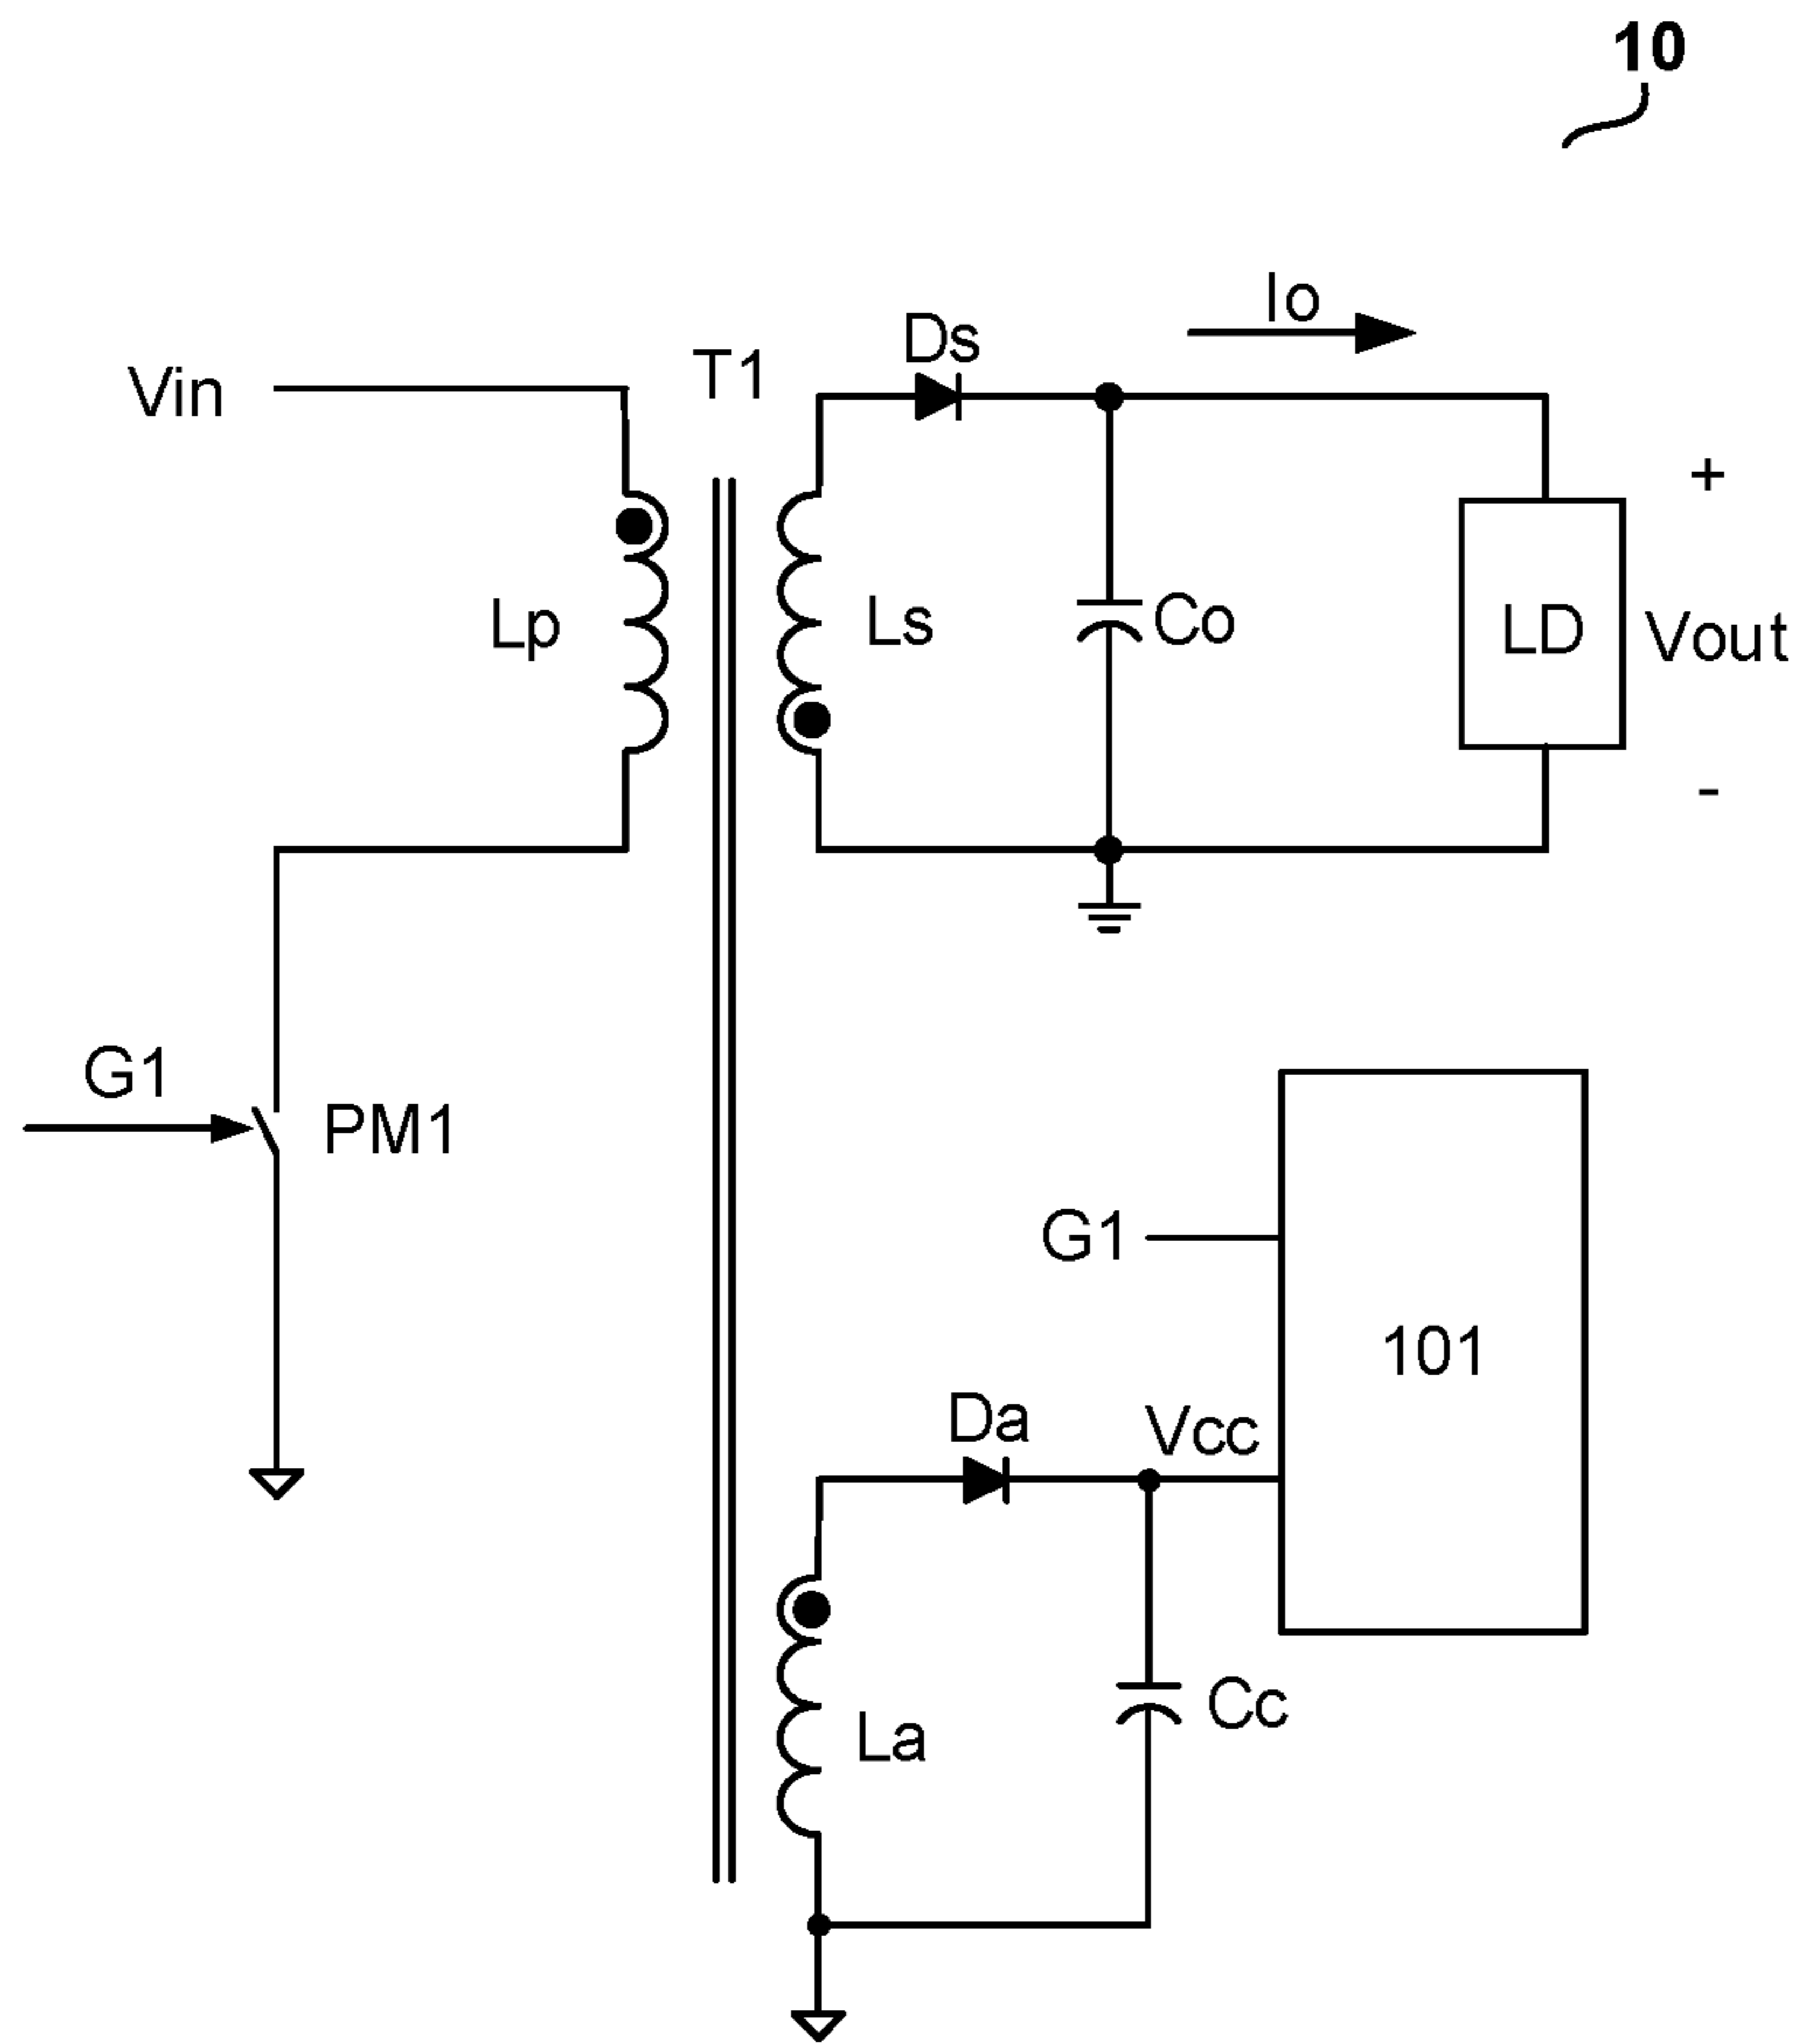 10
Io
Ds
T1
Vin
+
Lp
Ls
Co
LD
Vout
-
G1
PM1
G1
101
Da
Vcc
Cc
La